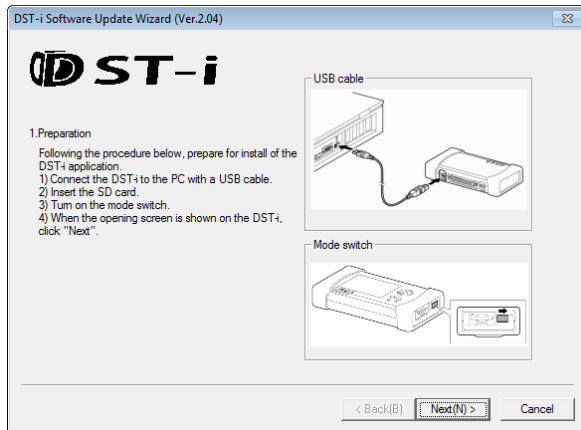 DST-i Software Update Wizard (Ver.2.04)
DST-i
USB cable
1.Preparation
Following the procedure below, prepare for install of the
DST-i application.
1) Connect the DST-i to the PC with a USB cable.
2) Insert the SD card.
3) Turn on the mode switch.
4) When the opening screen is shown on the DST-i,
click "Next".
Mode switch
< Back(B)
Next(N) >
Cancel